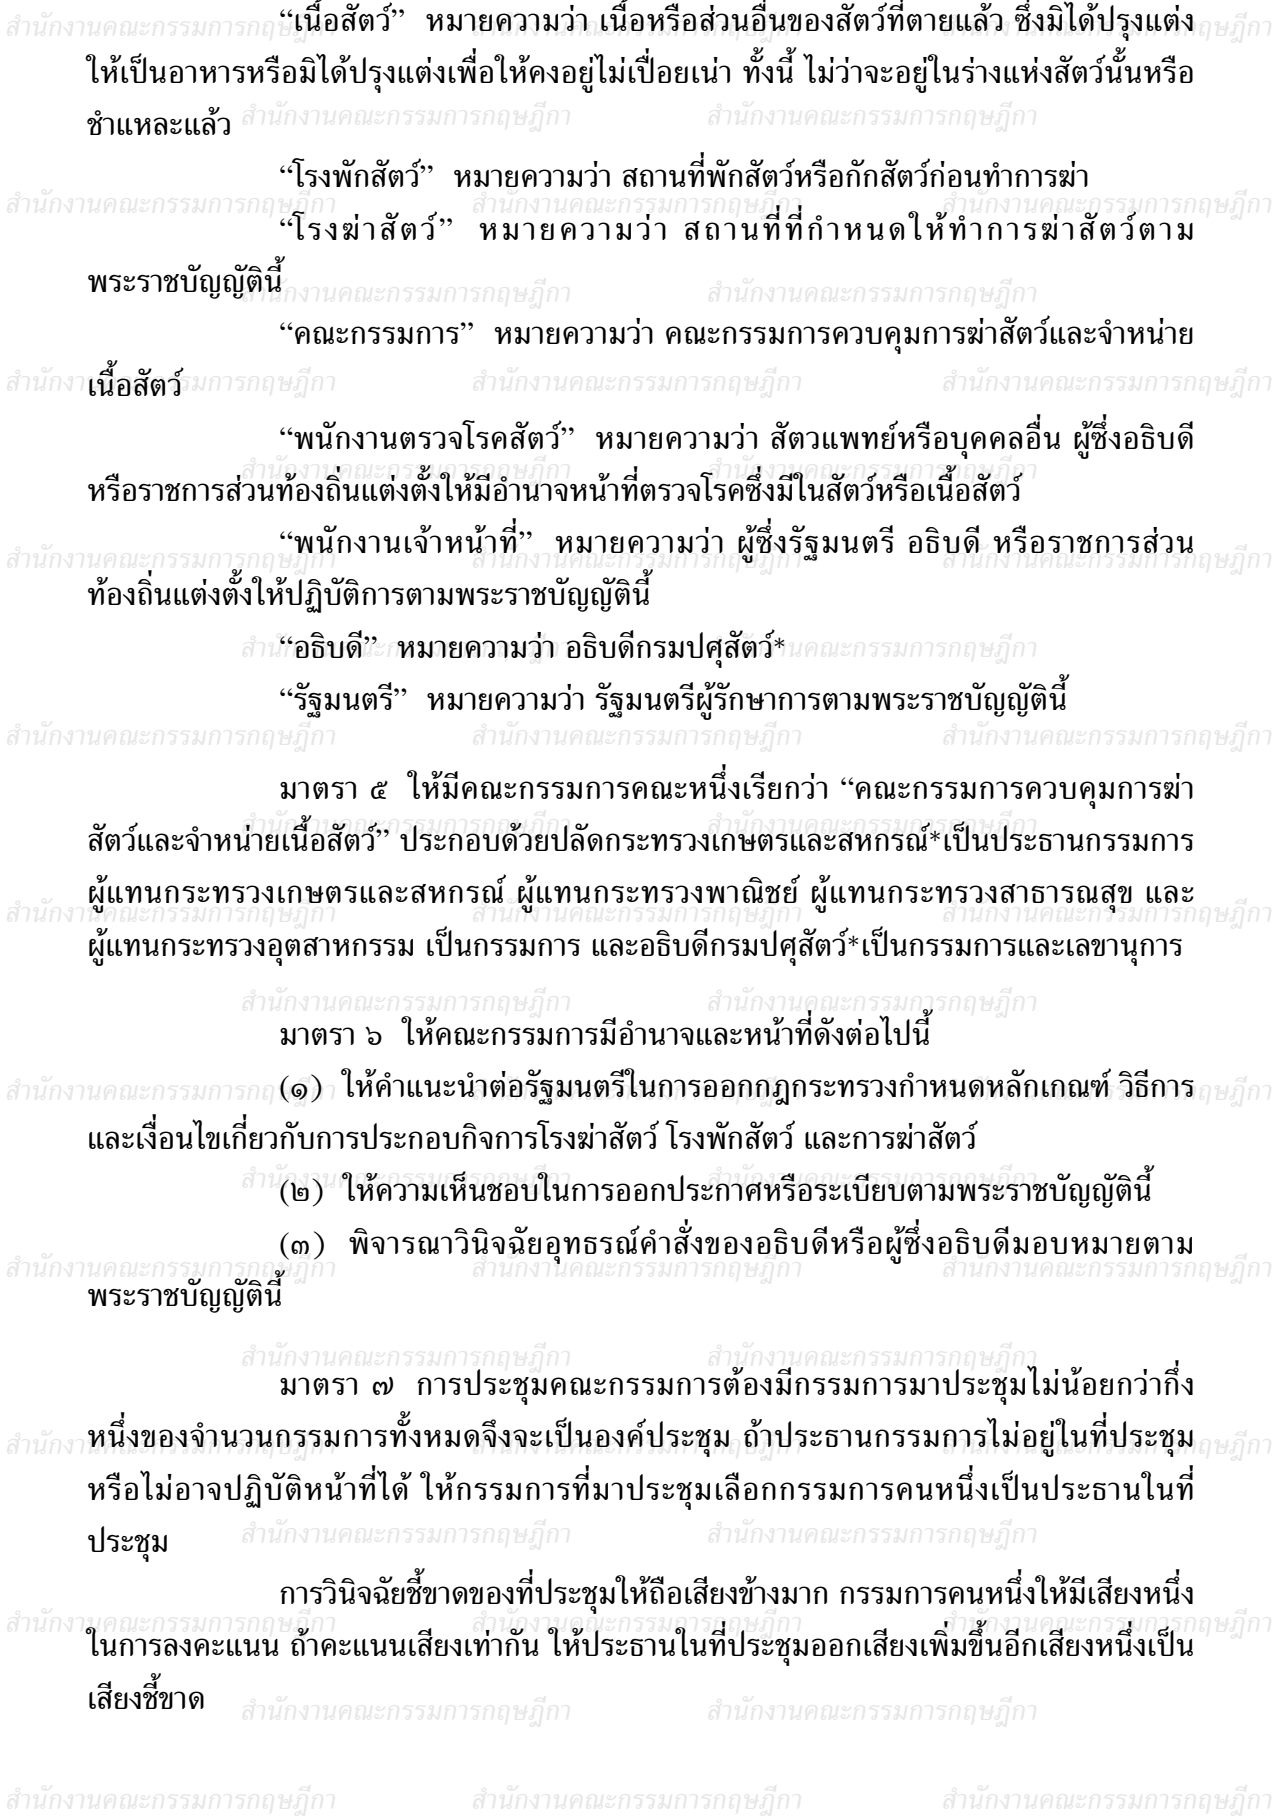 “เนื้อสัตว์”  หมายความว่า เนื้อหรือส่วนอื่นของสัตว์ที่ตายแล้ว ซึ่งมิได้ปรุงแต่ง
ให้เป็นอาหารหรือมิได้ปรุงแต่งเพื่อให้คงอยู่ไม่เปื่อยเน่า ทั้งนี้ ไม่ว่าจะอยู่ในร่างแห่งสัตว์นั้นหรือ
ชำแหละแล้ว
“โรงพักสัตว์”  หมายความว่า สถานที่พักสัตว์หรือกักสัตว์ก่อนทำการฆ่า
“โรงฆ่าสัตว์”  หมายความว่า สถานที่ที่กำหนดให้ทำการฆ่าสัตว์ตาม
พระราชบัญญัตินี้
“คณะกรรมการ”  หมายความว่า คณะกรรมการควบคุมการฆ่าสัตว์และจำหน่าย
เนื้อสัตว์
“พนักงานตรวจโรคสัตว์”  หมายความว่า สัตวแพทย์หรือบุคคลอื่น ผู้ซึ่งอธิบดี
หรือราชการส่วนท้องถิ่นแต่งตั้งให้มีอำนาจหน้าที่ตรวจโรคซึ่งมีในสัตว์หรือเนื้อสัตว์
“พนักงานเจ้าหน้าที่”  หมายความว่า ผู้ซึ่งรัฐมนตรี อธิบดี หรือราชการส่วน
ท้องถิ่นแต่งตั้งให้ปฏิบัติการตามพระราชบัญญัตินี้
“อธิบดี”  หมายความว่า อธิบดีกรมปศุสัตว์*
“รัฐมนตรี”  หมายความว่า รัฐมนตรีผู้รักษาการตามพระราชบัญญัตินี้
มาตรา ๕  ให้มีคณะกรรมการคณะหนึ่งเรียกว่า “คณะกรรมการควบคุมการฆ่า
สัตว์และจำหน่ายเนื้อสัตว์” ประกอบด้วยปลัดกระทรวงเกษตรและสหกรณ์*เป็นประธานกรรมการ
ผู้แทนกระทรวงเกษตรและสหกรณ์ ผู้แทนกระทรวงพาณิชย์ ผู้แทนกระทรวงสาธารณสุข และ
ผู้แทนกระทรวงอุตสาหกรรม เป็นกรรมการ และอธิบดีกรมปศุสัตว์*เป็นกรรมการและเลขานุการ
มาตรา ๖  ให้คณะกรรมการมีอำนาจและหน้าที่ดังต่อไปนี้
(๑)  ให้คำแนะนำต่อรัฐมนตรีในการออกกฎกระทรวงกำหนดหลักเกณฑ์ วิธีการ
และเงื่อนไขเกี่ยวกับการประกอบกิจการโรงฆ่าสัตว์ โรงพักสัตว์ และการฆ่าสัตว์
(๒)  ให้ความเห็นชอบในการออกประกาศหรือระเบียบตามพระราชบัญญัตินี้
(๓)  พิจารณาวินิจฉัยอุทธรณ์คำสั่งของอธิบดีหรือผู้ซึ่งอธิบดีมอบหมายตาม
พระราชบัญญัตินี้
มาตรา ๗  การประชุมคณะกรรมการต้องมีกรรมการมาประชุมไม่น้อยกว่ากึ่ง
หนึ่งของจำนวนกรรมการทั้งหมดจึงจะเป็นองค์ประชุม ถ้าประธานกรรมการไม่อยู่ในที่ประชุม
หรือไม่อาจปฏิบัติหน้าที่ได้ ให้กรรมการที่มาประชุมเลือกกรรมการคนหนึ่งเป็นประธานในที่
ประชุม
การวินิจฉัยชี้ขาดของที่ประชุมให้ถือเสียงข้างมาก กรรมการคนหนึ่งให้มีเสียงหนึ่ง
ในการลงคะแนน ถ้าคะแนนเสียงเท่ากัน ให้ประธานในที่ประชุมออกเสียงเพิ่มขึ้นอีกเสียงหนึ่งเป็น
เสียงชี้ขาด
สำนักงานคณะกรรมการกฤษฎีกา